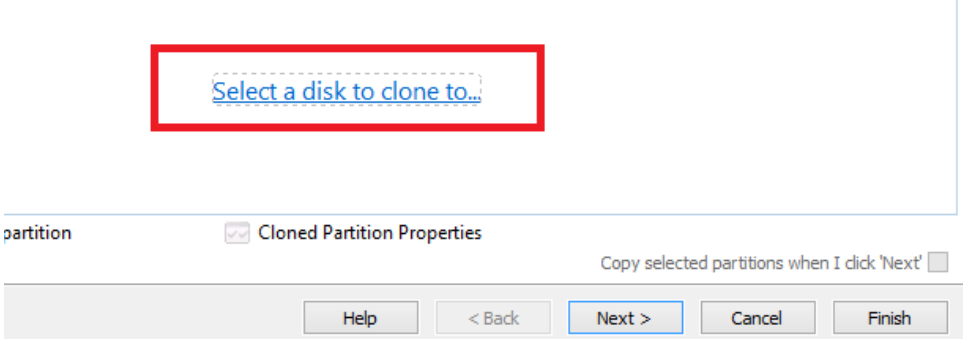 Select a disk to clone to...
partition
Cloned Partition Properties
Copy selected partitions when I click 'Next'
Help
< Back
Next >
Cancel
Finish